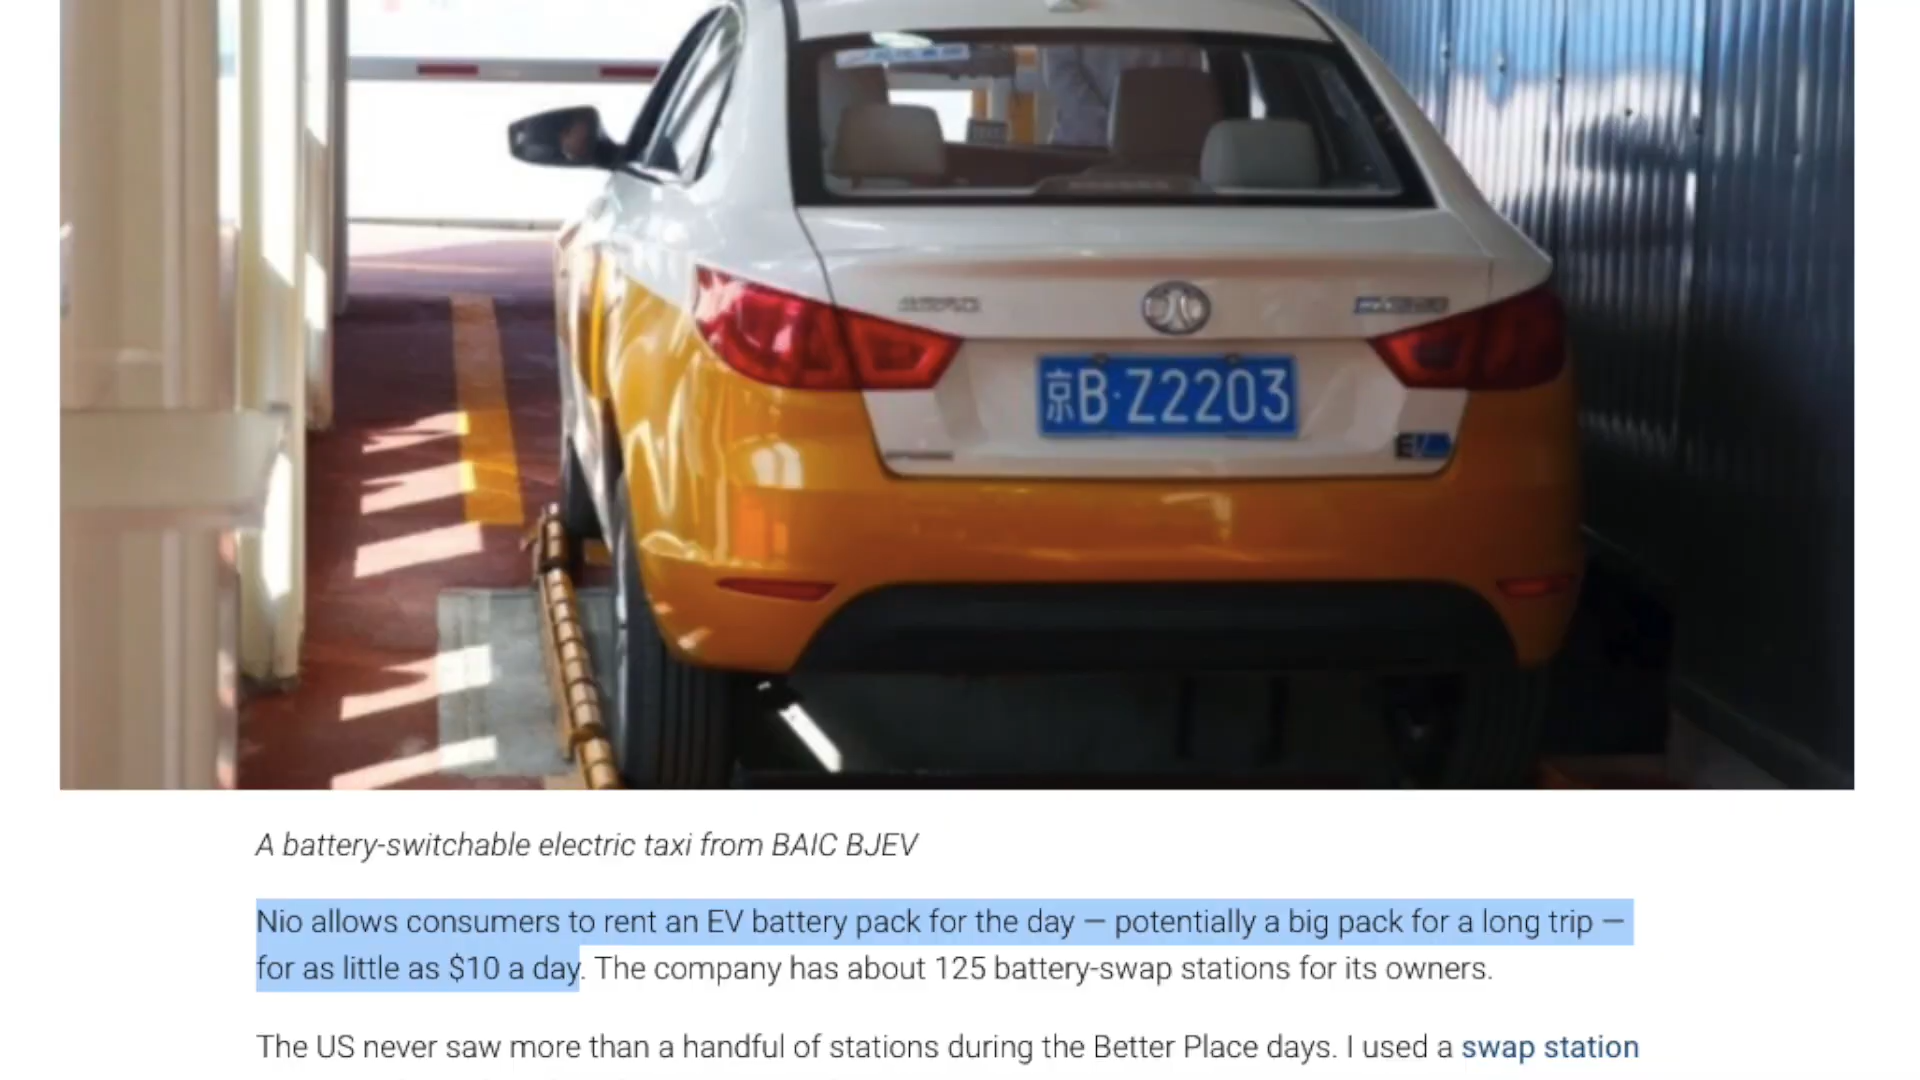 京B·Z2203
EV
A battery-switchable electric taxi from BAIC BJEV
Nio allows consumers to rent an EV battery pack for the day — potentially a big pack for a long trip —
for as little as $10 a day. The company has about 125 battery-swap stations for its owners.
The US never saw more than a handful of stations during the Better Place days. I used a swap station